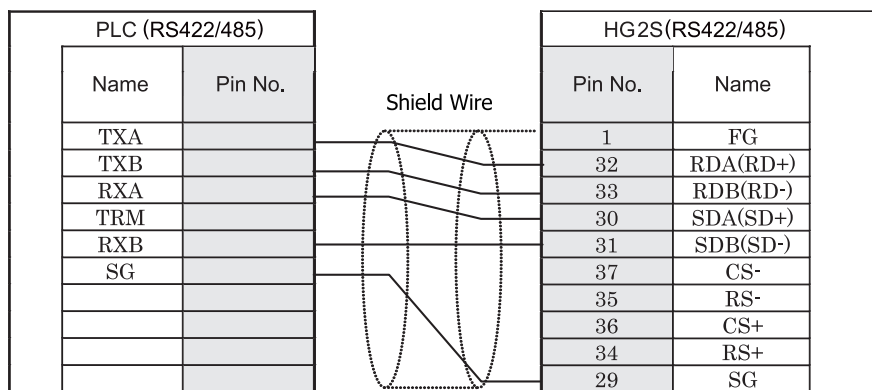 PLC (RS422/485) HG2S(RS422/485)
Name Pin No. Shield Wire Pin No. Name
TXA 1 FG
TXB 32 RDA(RD+)
RXA 33 RDB(RD-)
TRM 30 SDA(SD+)
RXB 31 SDB(SD-)
SG 37 CS-
35 RS-
36 CS+
34 RS+
29 SG